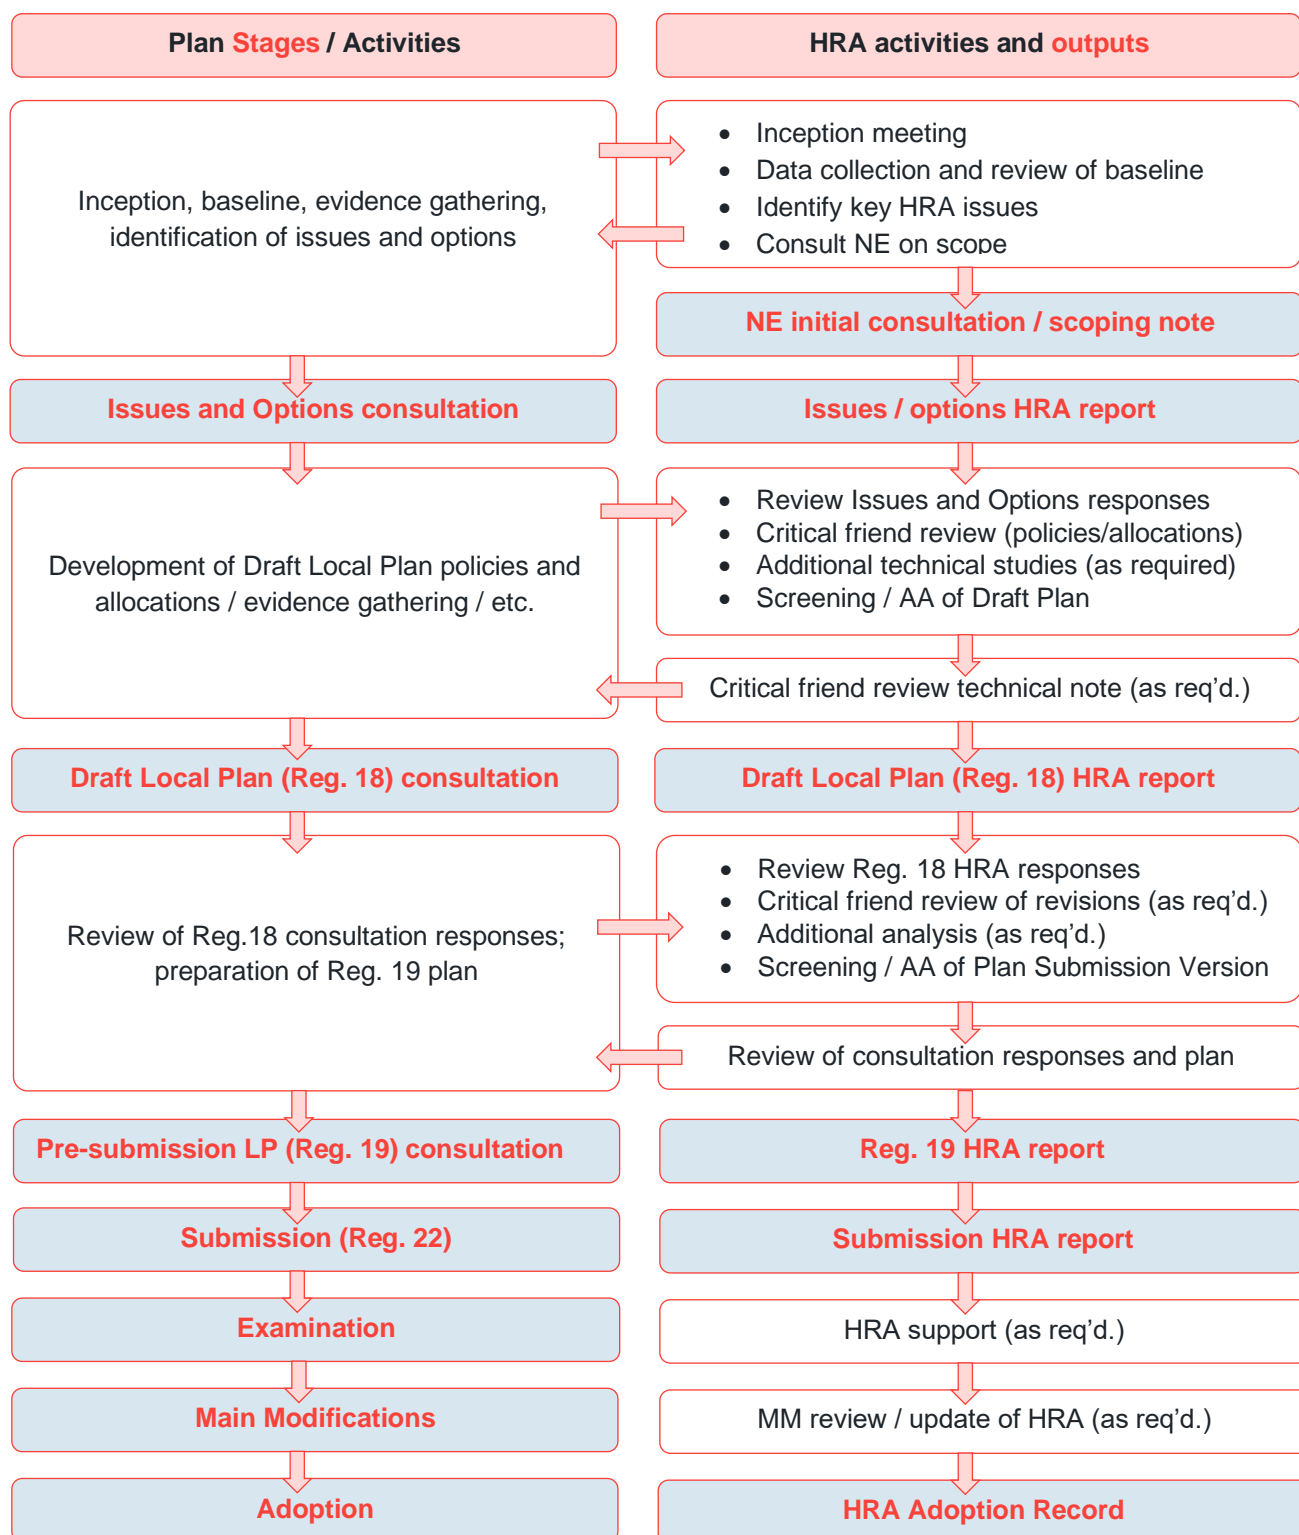 Plan Stages / Activities
HRA activities and outputs
Inception, baseline, evidence gathering,
identification of issues and options
• Inception meeting
• Data collection and review of baseline
• Identify key HRA issues
• Consult NE on scope
NE initial consultation / scoping note
Issues and Options consultation
Issues / options HRA report
Development of Draft Local Plan policies and
allocations / evidence gathering / etc.
• Review Issues and Options responses
• Critical friend review (policies/allocations)
• Additional technical studies (as required)
• Screening / AA of Draft Plan
Critical friend review technical note (as req’d.)
Draft Local Plan (Reg. 18) consultation
Draft Local Plan (Reg. 18) HRA report
Review of Reg.18 consultation responses;
preparation of Reg. 19 plan
• Review Reg. 18 HRA responses
• Critical friend review of revisions (as req’d.)
• Additional analysis (as req’d.)
• Screening / AA of Plan Submission Version
Review of consultation responses and plan
Pre-submission LP (Reg. 19) consultation
Reg. 19 HRA report
Submission (Reg. 22)
Submission HRA report
Examination
HRA support (as req’d.)
Main Modifications
MM review / update of HRA (as req’d.)
Adoption
HRA Adoption Record